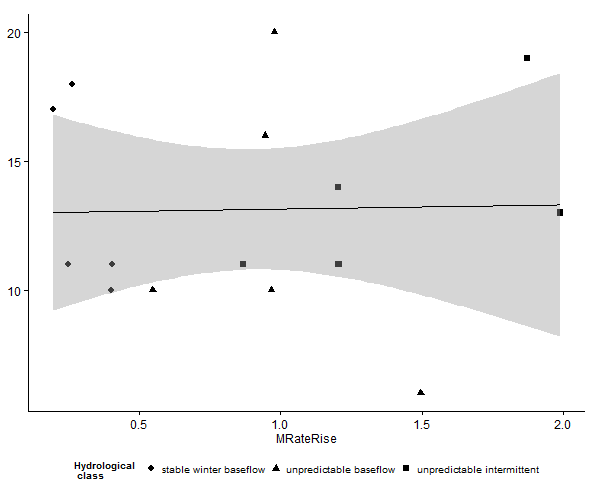 20
15
10
0.5 1.0 1.5 2.0
MRateRise
Hydrological
class
stable winter baseflow unpredictable baseflow unpredictable intermittent